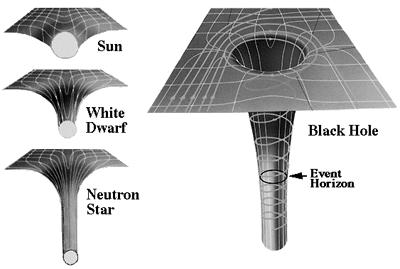 Sun
White
Dwarf
Neutron
Star
Black Hole
Event
Horizon